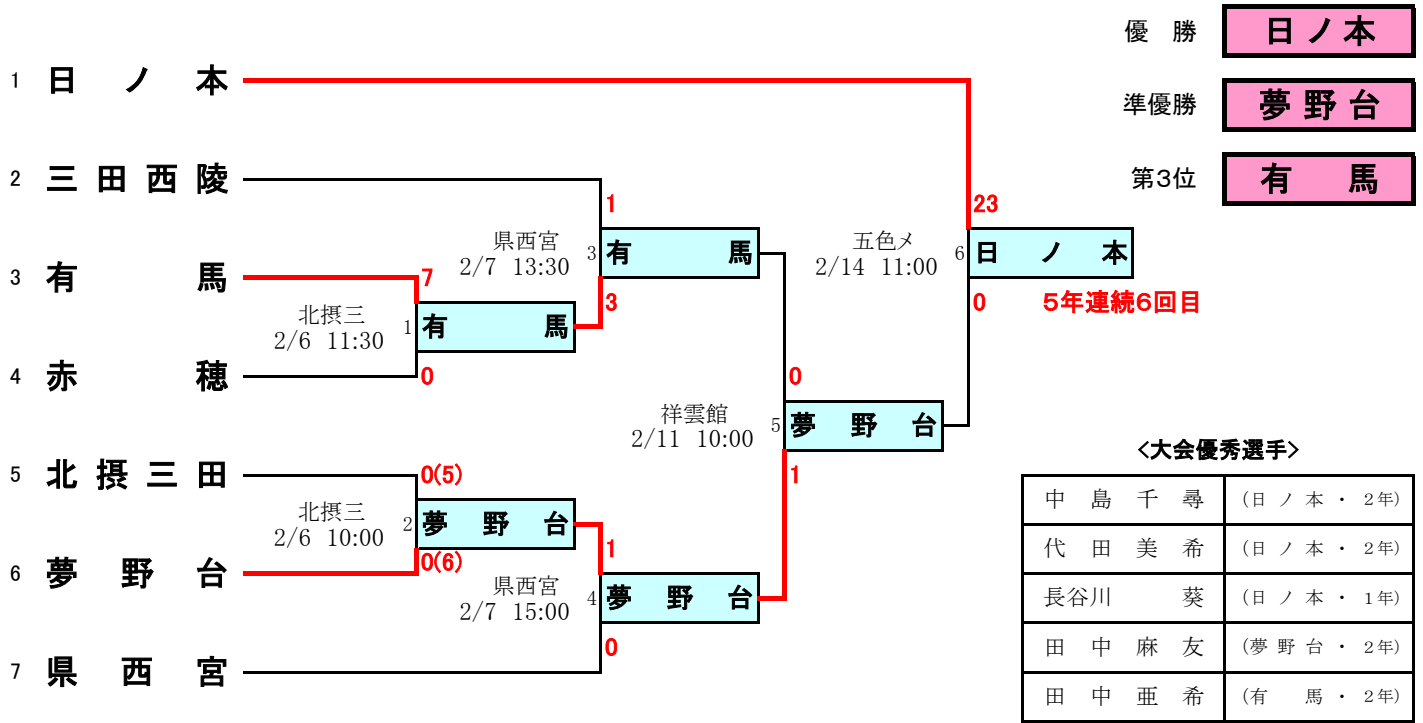 優　勝　日ノ本
準優勝　夢野台
第3位　有　馬
1 日ノ本
2 三田西陵
3 有馬
4 赤穂
5 北摂三田
6 夢野台
7 県西宮
北摂三
2/6 11:30
1
7
有馬
0
北摂三
2/6 10:00
2
0(5)
夢野台
0(6)
県西宮
2/7 13:30
3
1
有馬
3
県西宮
2/7 15:00
4
1
夢野台
0
祥雲館
2/11 10:00
5
0
夢野台
1
五色メ
2/14 11:00
6
23
日ノ本
0
5年連続6回目
<大会優秀選手>
中島千尋 (日ノ本・2年)
代田美希 (日ノ本・2年)
長谷川　葵 (日ノ本・1年)
田中麻友 (夢野台・2年)
田中亜希 (有　馬・2年)